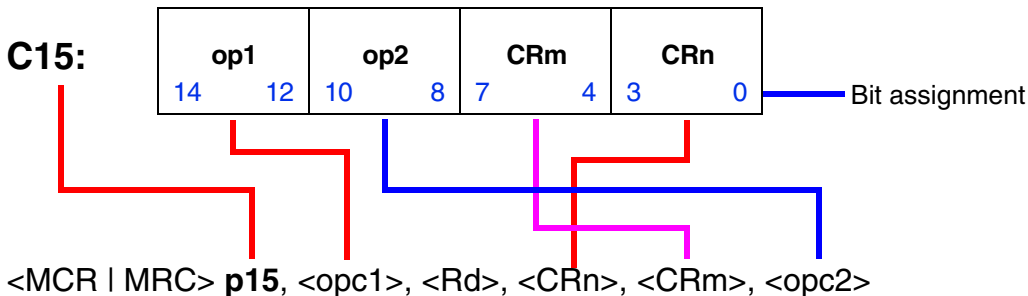 C15: op1 op2 CRm CRn
14 12 10 8 7 4 3 0 Bit assignment
<MCR | MRC> p15, <opc1>, <Rd>, <CRn>, <CRm>, <opc2>